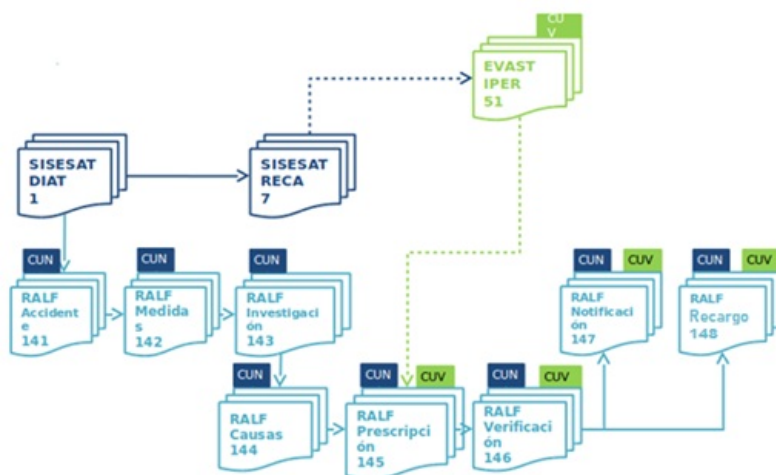 CU
V
EVAST
IPER
51
SISESAT
DIAT
1
SISESAT
RECA
7
CUN
CUN
CUN
CUN
CUV
CUN
CUV
RALF
Accident
e
141
RALF
Medida
s
142
RALF
Investigaci
ón
143
RALF
Notificaci
ón
147
RALF
Recargo
148
CUN
CUN
CUV
CUN
CUV
RALF
Causas
144
RALF
Prescripci
ón
145
RALF
Verificaci
ón
146